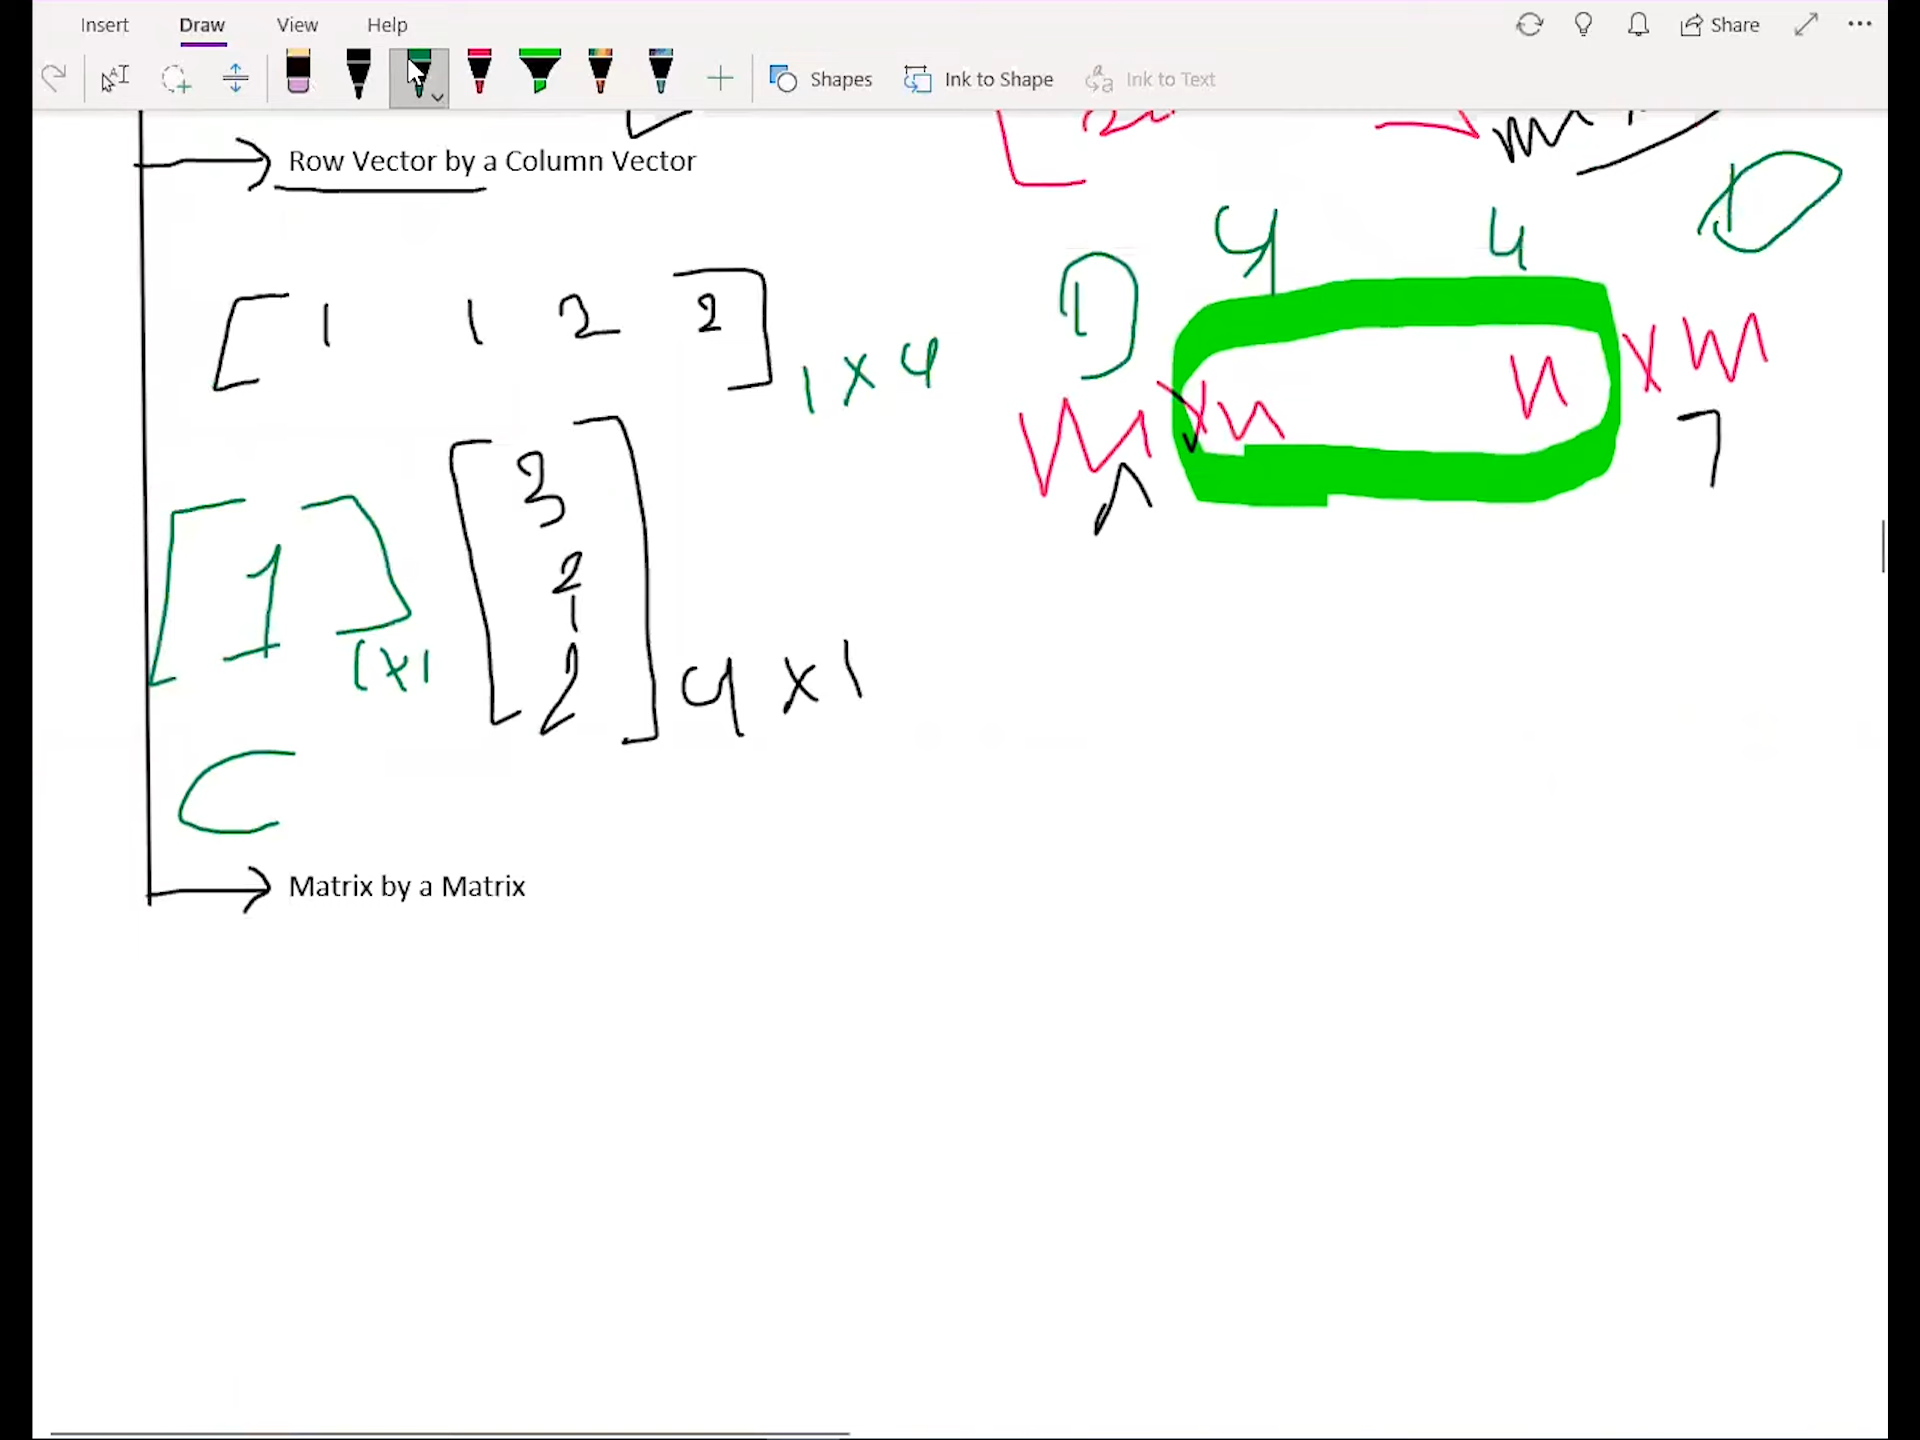 Insert Draw View Help Share
Shapes Ink to Shape Ink to Text
Row Vector by a Column Vector
4 4 1
1
[ 1 1 2 2 ] 1 x 4
m x n n x m
[ 3
2
1
2 ] 4 x 1
[ 1 ] 1x1
C
Matrix by a Matrix